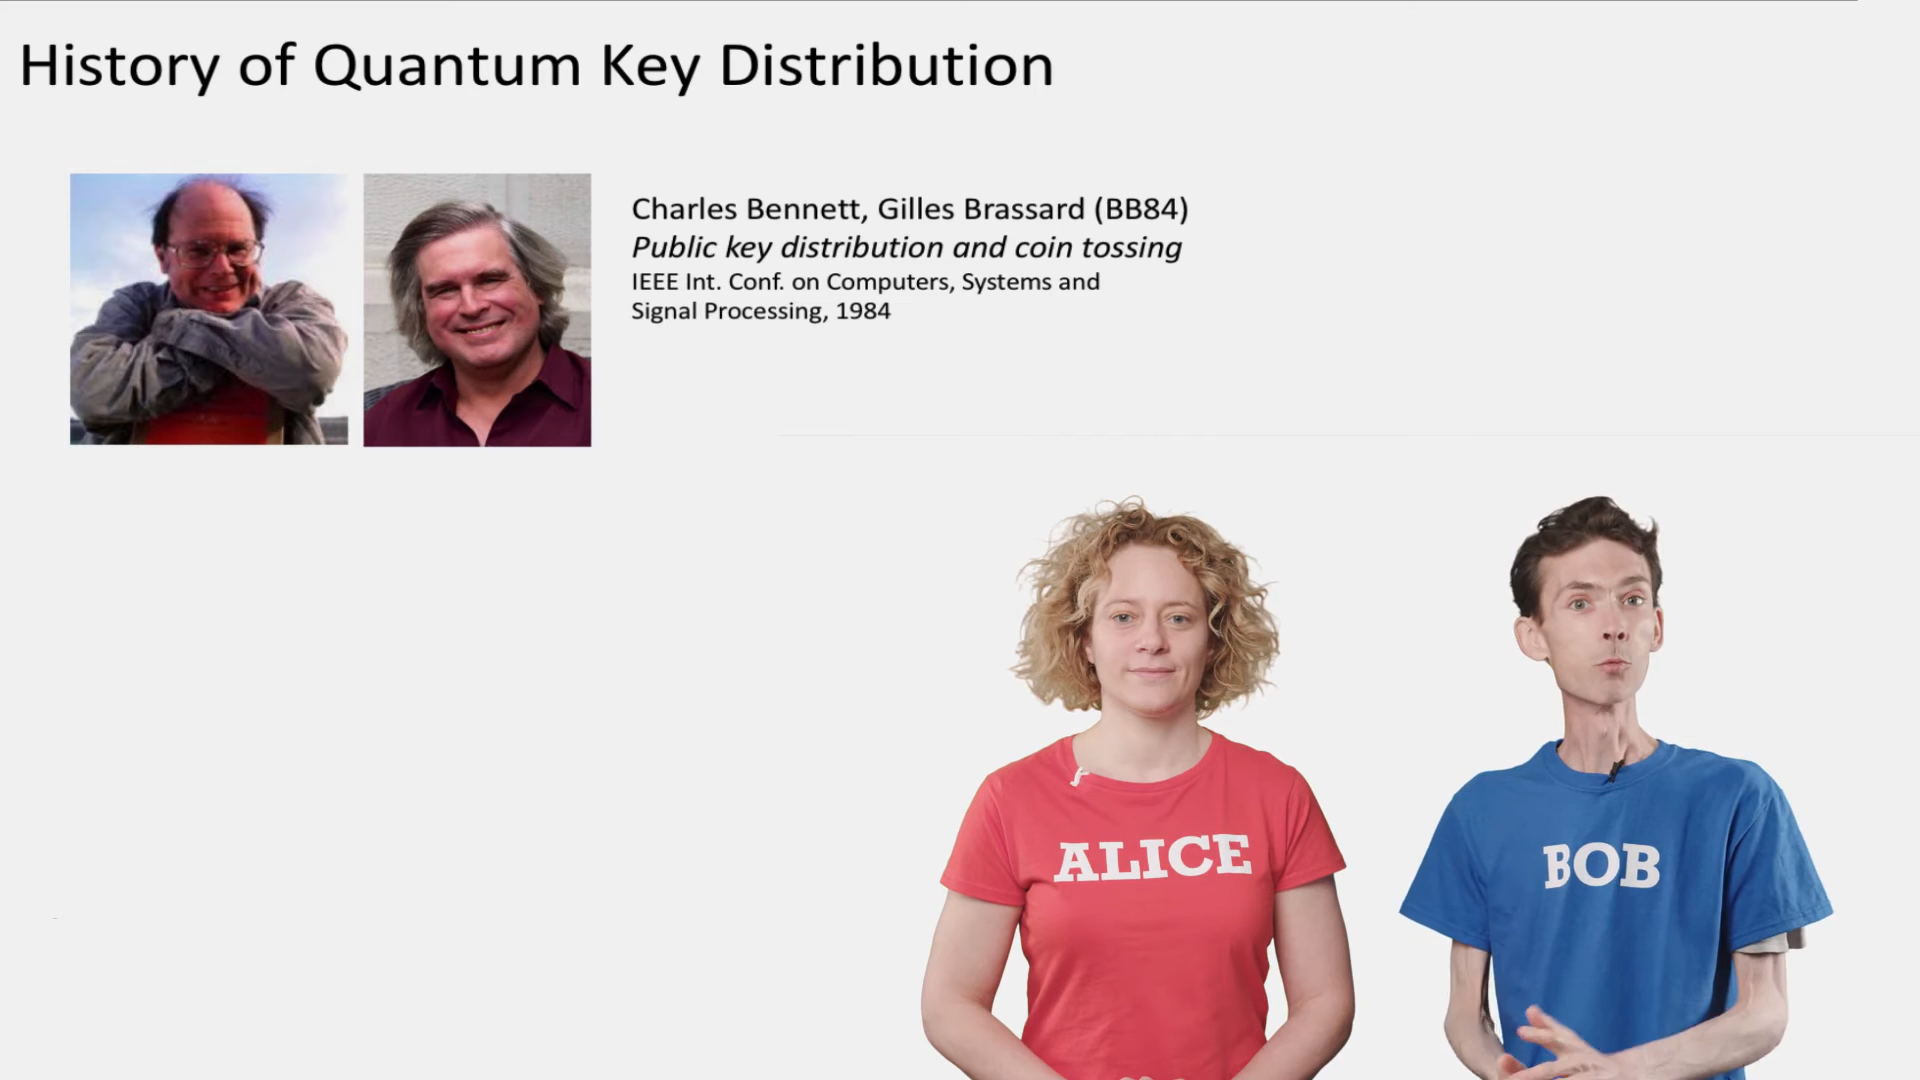 History of Quantum Key Distribution
Charles Bennett, Gilles Brassard (BB84)
Public key distribution and coin tossing
IEEE Int. Conf. on Computers, Systems and
Signal Processing, 1984
ALICE
BOB